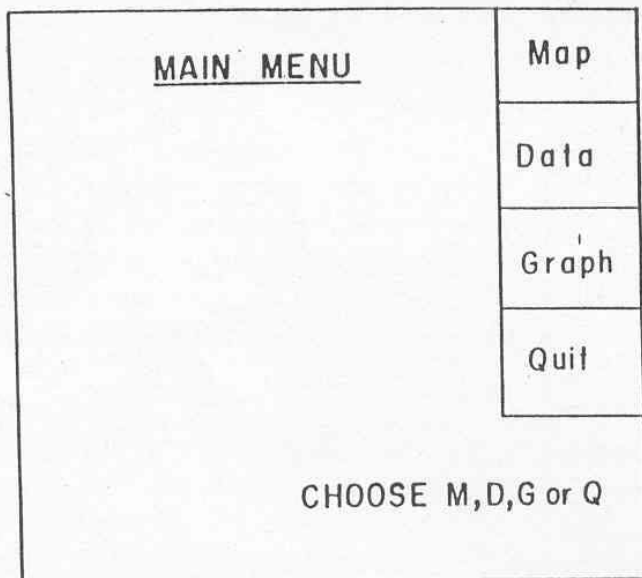 MAIN MENU
Map
Data
Graph
Quit
CHOOSE M,D,G or Q